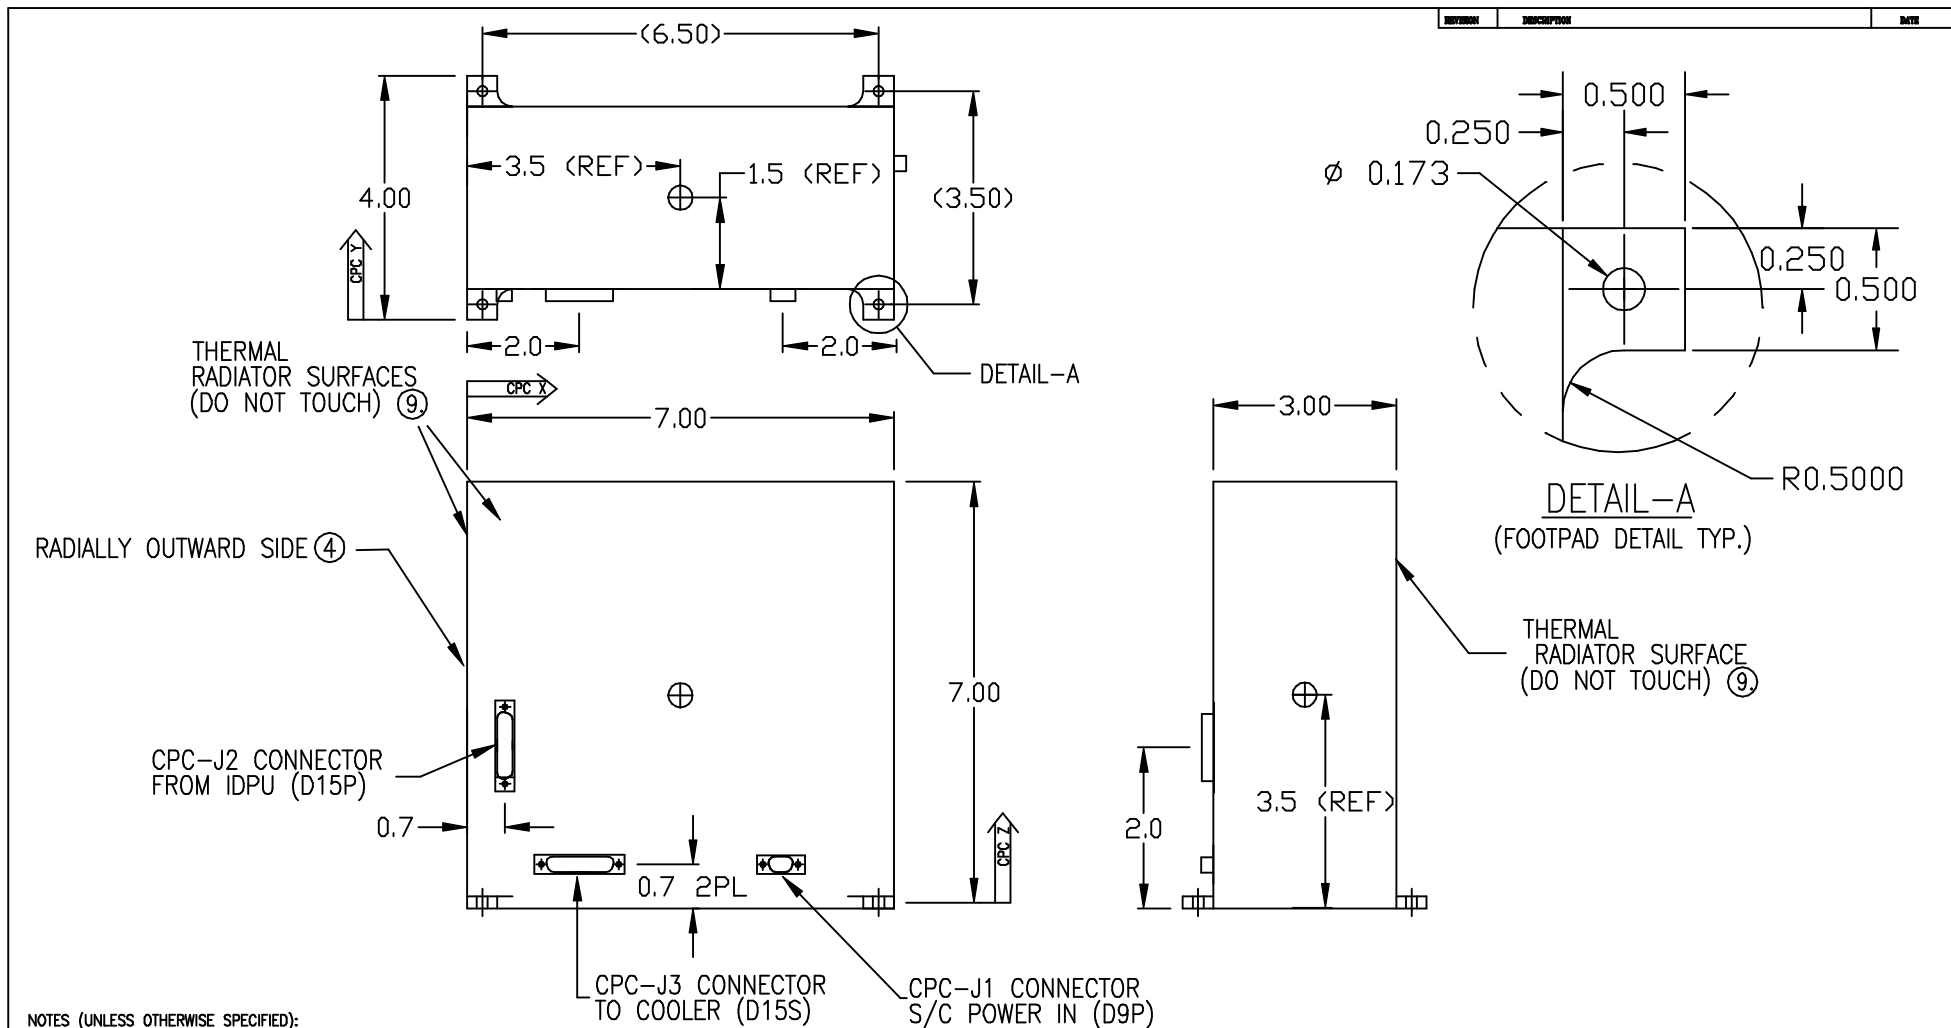 REVISION DESCRIPTION DATE
(6.50)
3.5 (REF)
1.5 (REF)
4.00
(3.50)
CPC Y
2.0
2.0
DETAIL-A
0.500
0.250
Ø 0.173
0.250
0.500
R0.5000
DETAIL-A
(FOOTPAD DETAIL TYP.)
THERMAL
RADIATOR SURFACES
(DO NOT TOUCH) 9.
CPC X
7.00
3.00
RADIALLY OUTWARD SIDE 4
7.00
THERMAL
RADIATOR SURFACE
(DO NOT TOUCH) 9.
CPC-J2 CONNECTOR
FROM IDPU (D15P)
0.7
0.7 2PL
CPC Z
2.0
3.5 (REF)
CPC-J3 CONNECTOR
TO COOLER (D15S)
CPC-J1 CONNECTOR
S/C POWER IN (D9P)
NOTES (UNLESS OTHERWISE SPECIFIED):